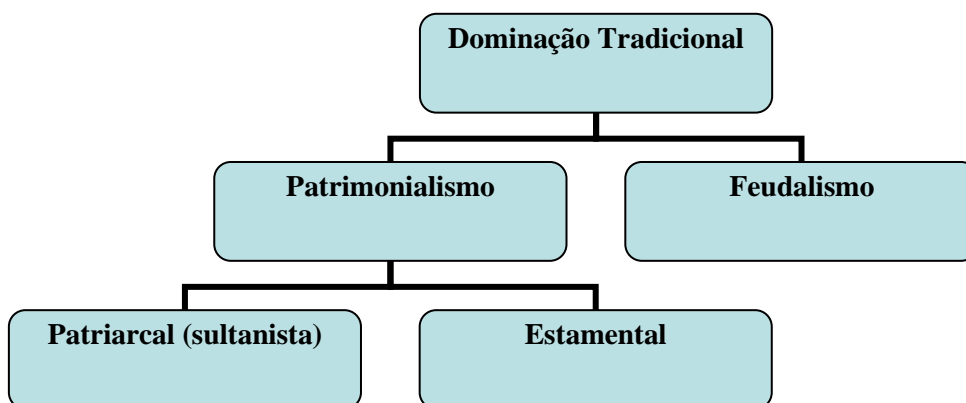 Dominação Tradicional
Patrimonialismo
Feudalismo
Patriarcal (sultanista)
Estamental